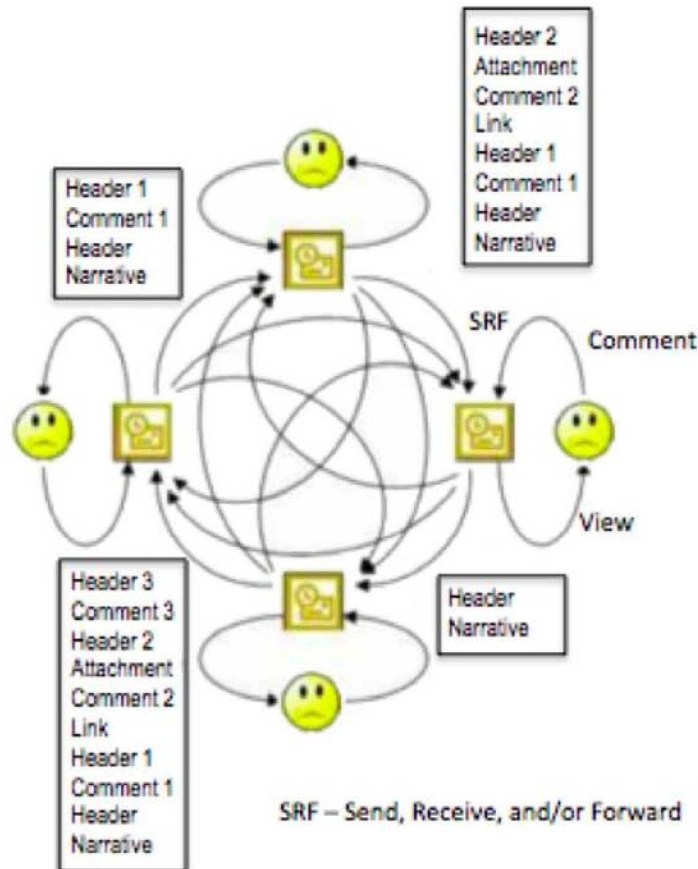 Header 2
Attachment
Comment 2
Link
Header 1
Comment 1
Header
Narrative
Header 1
Comment 1
Header
Narrative
SRF
Comment
View
Header 3
Comment 3
Header 2
Attachment
Comment 2
Link
Header 1
Comment 1
Header
Narrative
Header
Narrative
SRF – Send, Receive, and/or Forward